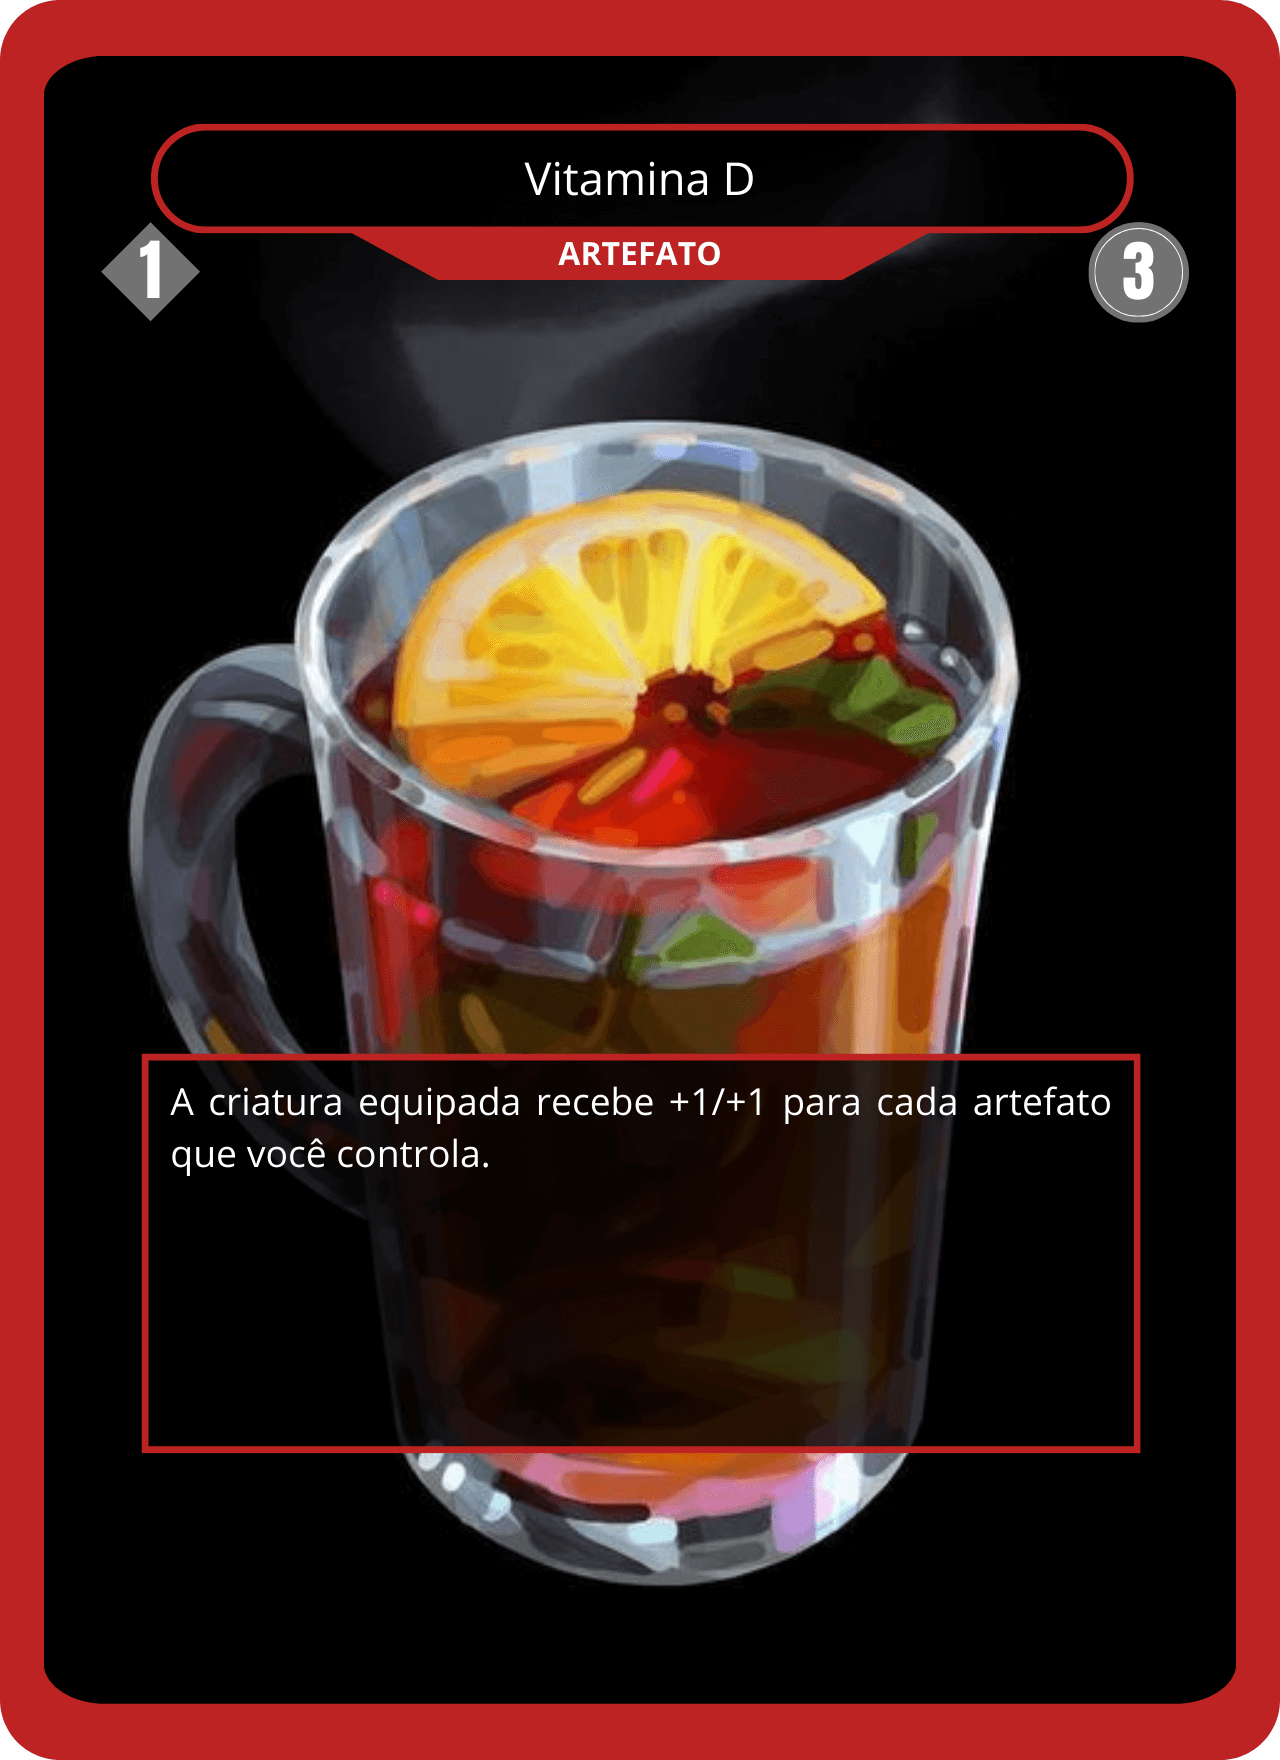 Vitamina D
ARTEFATO
1
3
A criatura equipada recebe +1/+1 para cada artefato
que você controla.